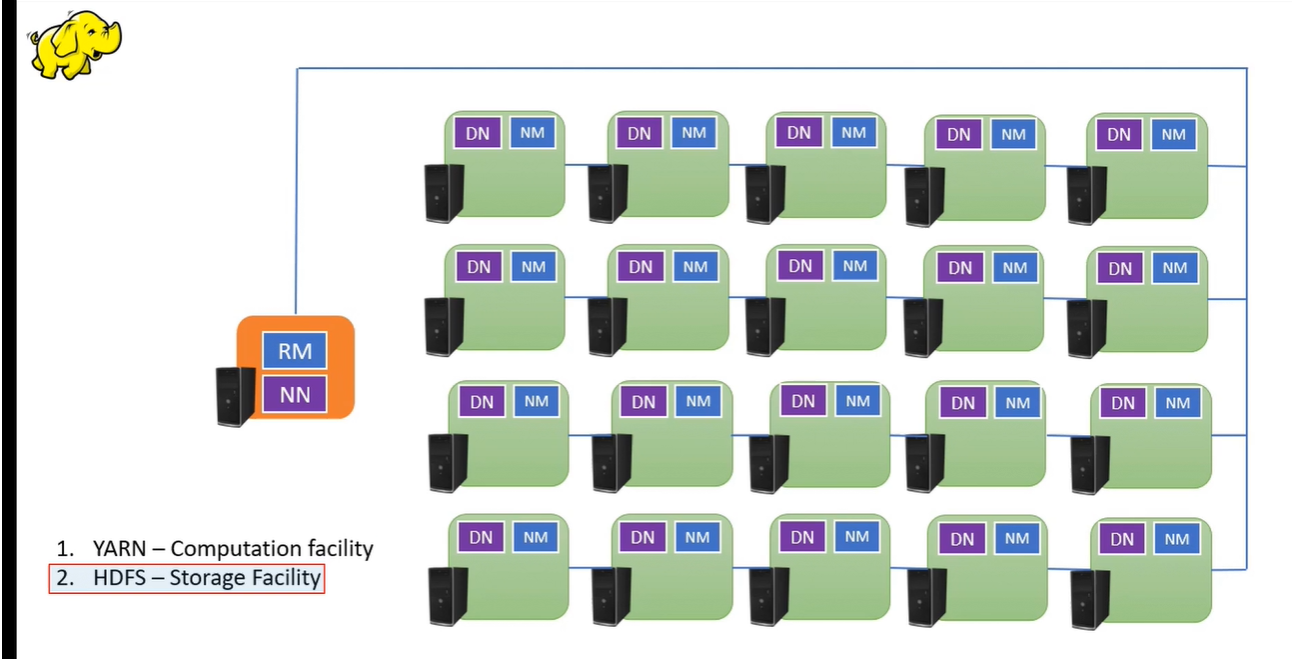 DN NM DN NM DN NM DN NM DN NM
DN NM DN NM DN NM DN NM DN NM
RM
NN
DN NM DN NM DN NM DN NM DN NM
DN NM DN NM DN NM DN NM DN NM
1. YARN – Computation facility
2. HDFS – Storage Facility